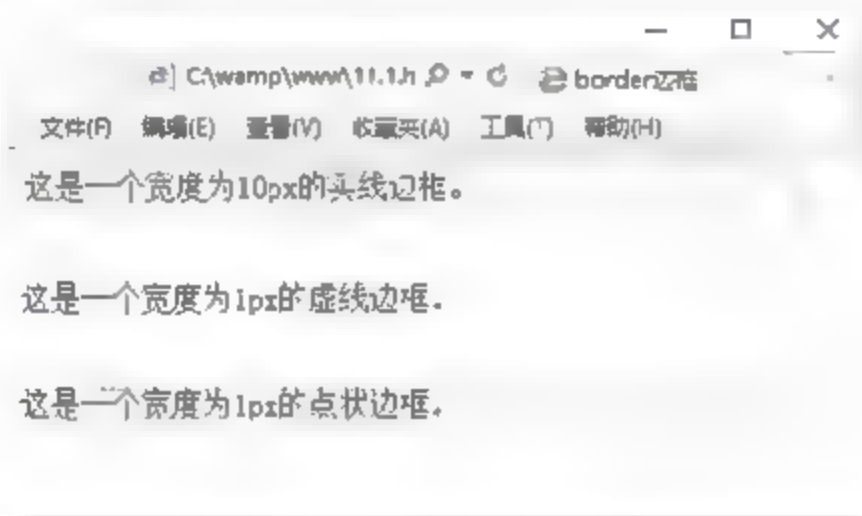 C:\wamp\www\11.1.h border边框
文件(F) 编辑(E) 查看(V) 收藏夹(A) 工具(T) 帮助(H)
这是一个宽度为10px的实线边框。
这是一个宽度为1px的虚线边框。
这是一个宽度为1px的点状边框。